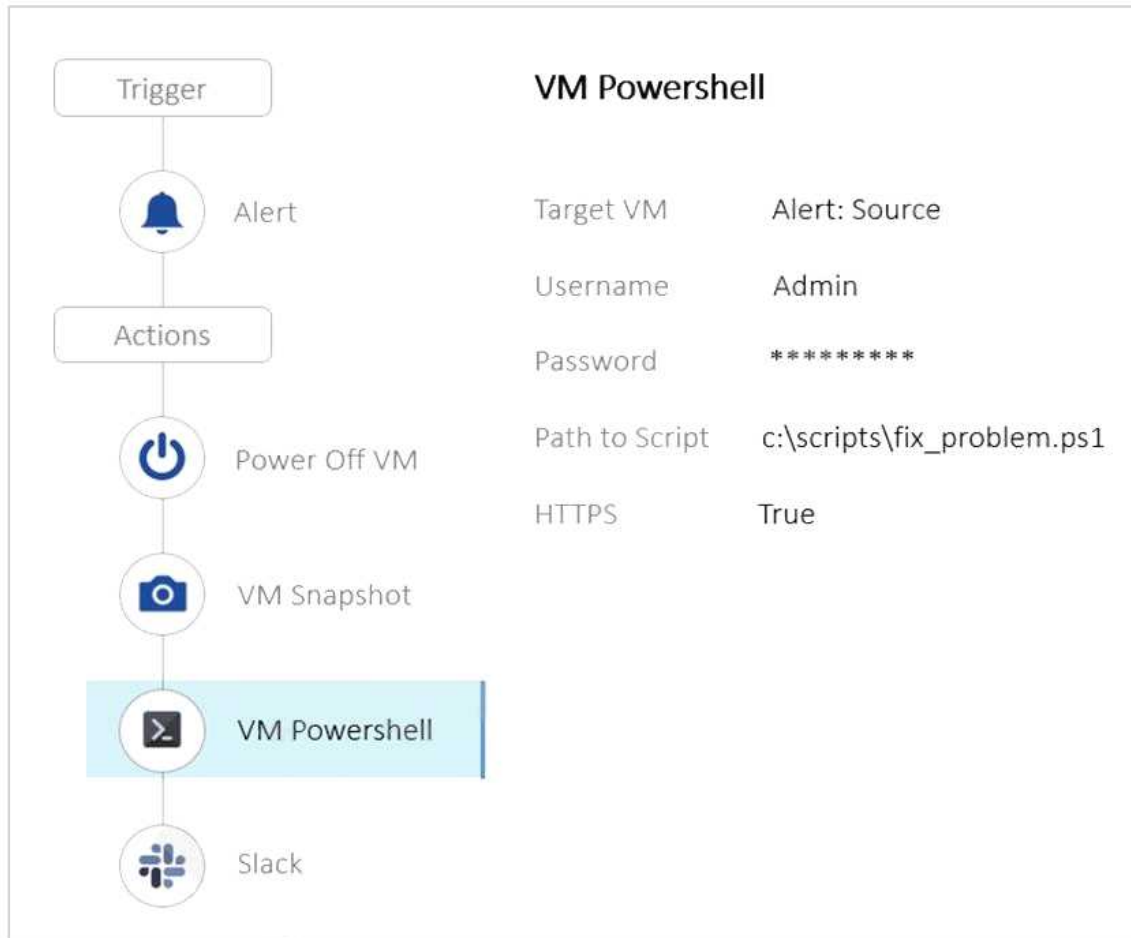 Trigger
Alert
Actions
Power Off VM
VM Snapshot
VM Powershell
Slack
VM Powershell
Target VM Alert: Source
Username Admin
Password *********
Path to Script c:\scripts\fix_problem.ps1
HTTPS True